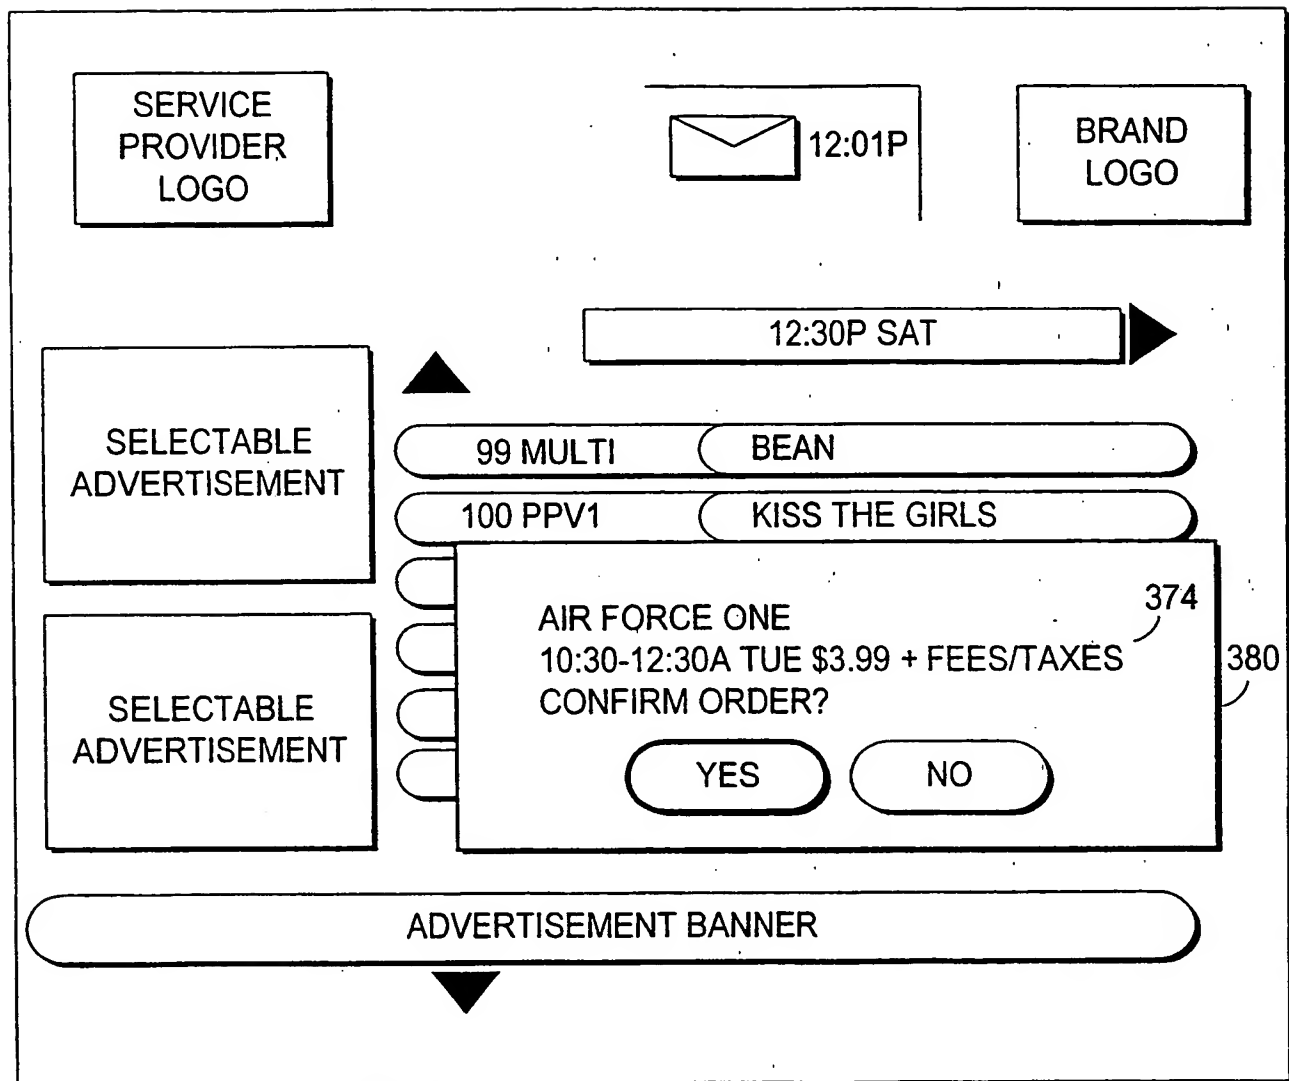 SERVICE
PROVIDER
LOGO
12:01P
BRAND
LOGO
12:30P SAT
SELECTABLE
ADVERTISEMENT
99 MULTI
BEAN
100 PPV1
KISS THE GIRLS
374
AIR FORCE ONE
10:30-12:30A TUE $3.99 + FEES/TAXES
380
CONFIRM ORDER?
SELECTABLE
ADVERTISEMENT
YES
NO
ADVERTISEMENT BANNER